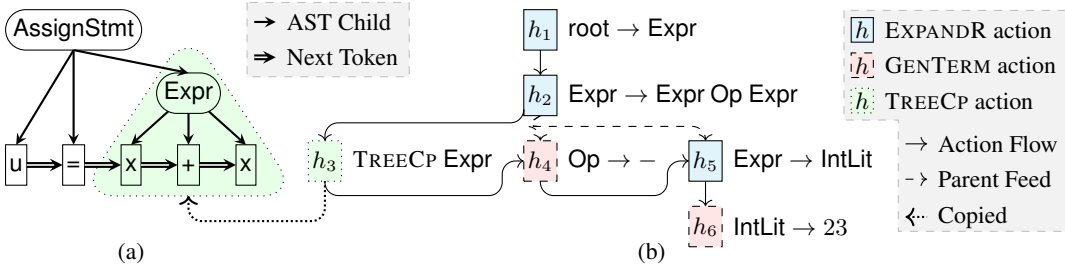 AssignStmt
Expr
u = x + x
AST Child
Next Token
(a)
h1 root → Expr
h2 Expr → Expr Op Expr
h3 TREECP Expr
h4 Op → −
h5 Expr → IntLit
h6 IntLit → 23
(b)
h EXPANDR action
h GENTERM action
h TREECP action
Action Flow
Parent Feed
Copied